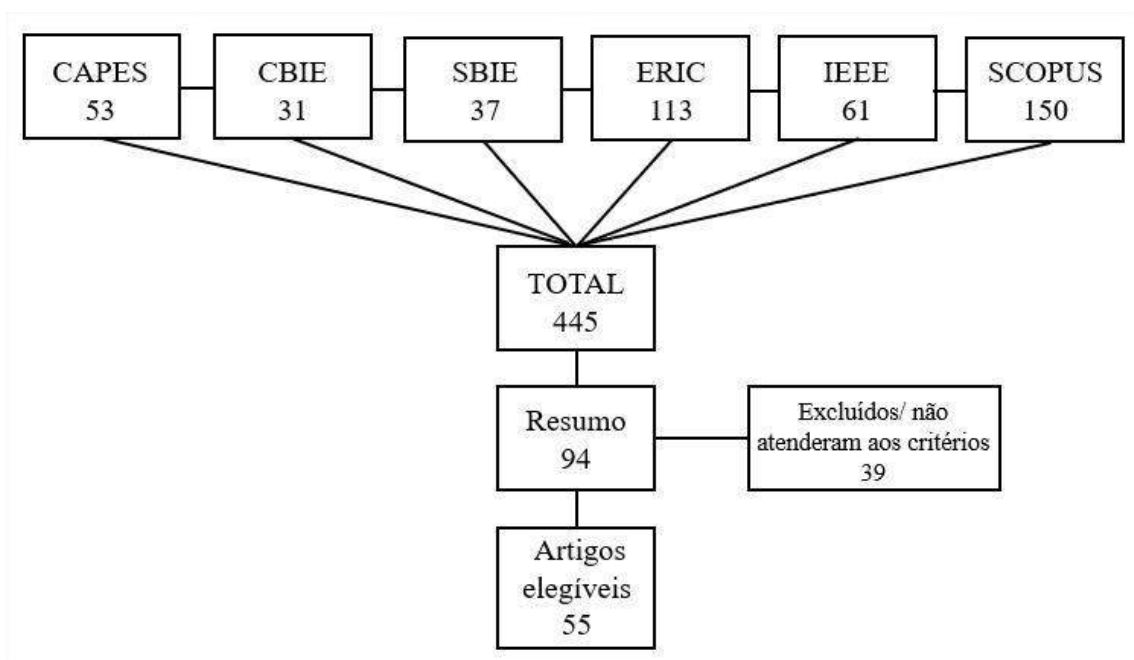 CAPES
53
CBIE
31
SBIE
37
ERIC
113
IEEE
61
SCOPUS
150
TOTAL
445
Resumo
94
Excluídos/ não
atenderam aos critérios
39
Artigos
elegíveis
55